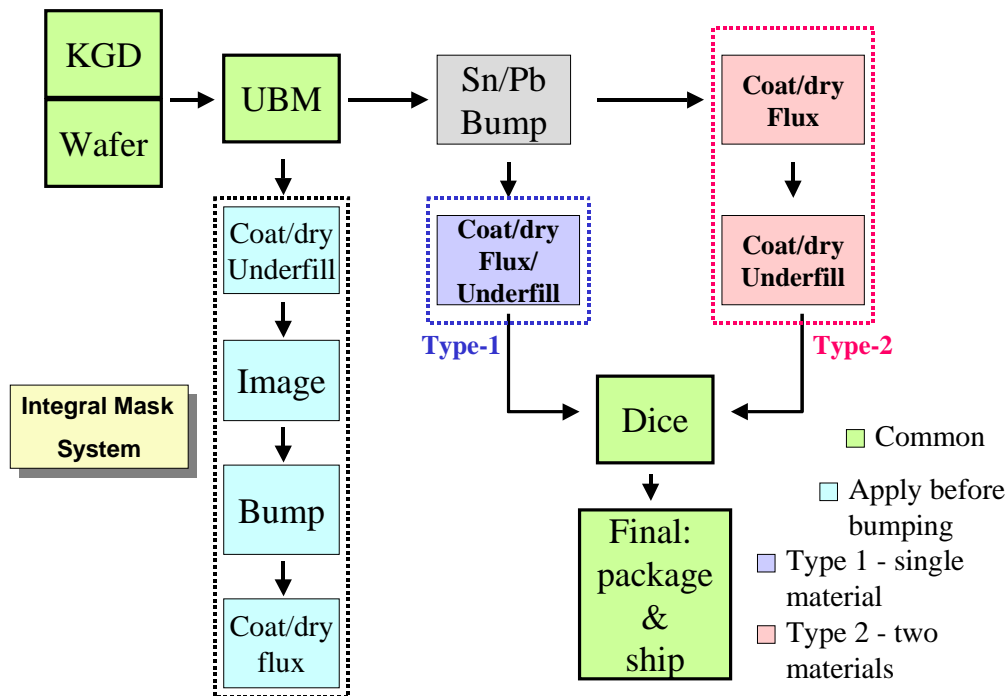 KGD
Wafer
UBM
Sn/Pb
Bump
Coat/dry
Flux
Coat/dry
Underfill
Coat/dry
Flux/
Underfill
Coat/dry
Underfill
Type-1
Type-2
Image
Integral Mask
System
Dice
Common
Bump
Apply before
bumping
Final:
package
&
ship
Type 1 - single
material
Coat/dry
flux
Type 2 - two
materials